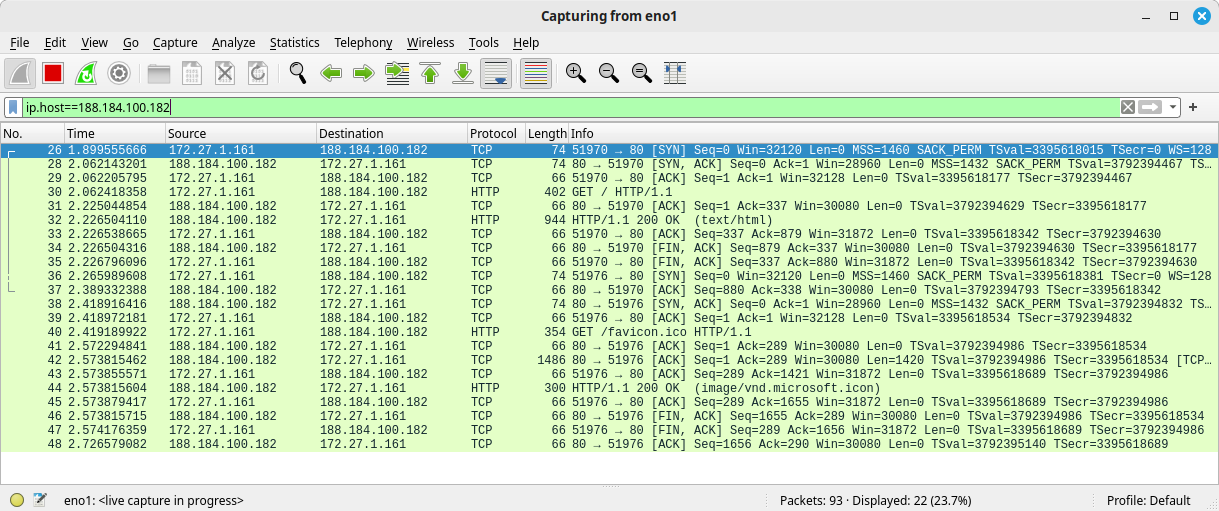 Capturing from eno1
File Edit View Go Capture Analyze Statistics Telephony Wireless Tools Help
ip.host==188.184.100.182
No. Time Source Destination Protocol Length Info
26 1.899555666 172.27.1.161 188.184.100.182 TCP 74 51970 → 80 [SYN] Seq=0 Win=32120 Len=0 MSS=1460 SACK_PERM TSval=3395618015 TSecr=0 WS=128
28 2.062143201 188.184.100.182 172.27.1.161 TCP 74 80 → 51970 [SYN, ACK] Seq=0 Ack=1 Win=28960 Len=0 MSS=1432 SACK_PERM TSval=3792394467 TS…
29 2.062205795 172.27.1.161 188.184.100.182 TCP 66 51970 → 80 [ACK] Seq=1 Ack=1 Win=32128 Len=0 TSval=3395618177 TSecr=3792394467
30 2.062418358 172.27.1.161 188.184.100.182 HTTP 402 GET / HTTP/1.1
31 2.225044854 188.184.100.182 172.27.1.161 TCP 66 80 → 51970 [ACK] Seq=1 Ack=337 Win=30080 Len=0 TSval=3792394629 TSecr=3395618177
32 2.226504110 188.184.100.182 172.27.1.161 HTTP 944 HTTP/1.1 200 OK (text/html)
33 2.226538665 172.27.1.161 188.184.100.182 TCP 66 51970 → 80 [ACK] Seq=337 Ack=879 Win=31872 Len=0 TSval=3395618342 TSecr=3792394630
34 2.226504316 188.184.100.182 172.27.1.161 TCP 66 80 → 51970 [FIN, ACK] Seq=879 Ack=337 Win=30080 Len=0 TSval=3792394630 TSecr=3395618177
35 2.226796096 172.27.1.161 188.184.100.182 TCP 66 51970 → 80 [FIN, ACK] Seq=337 Ack=880 Win=31872 Len=0 TSval=3395618342 TSecr=3792394630
36 2.265989608 172.27.1.161 188.184.100.182 TCP 74 51976 → 80 [SYN] Seq=0 Win=32120 Len=0 MSS=1460 SACK_PERM TSval=3395618381 TSecr=0 WS=128
37 2.389332388 188.184.100.182 172.27.1.161 TCP 66 80 → 51970 [ACK] Seq=880 Ack=338 Win=30080 Len=0 TSval=3792394793 TSecr=3395618342
38 2.418916416 188.184.100.182 172.27.1.161 TCP 74 80 → 51976 [SYN, ACK] Seq=0 Ack=1 Win=28960 Len=0 MSS=1432 SACK_PERM TSval=3792394832 TS…
39 2.418972181 172.27.1.161 188.184.100.182 TCP 66 51976 → 80 [ACK] Seq=1 Ack=1 Win=32128 Len=0 TSval=3395618534 TSecr=3792394832
40 2.419189922 172.27.1.161 188.184.100.182 HTTP 354 GET /favicon.ico HTTP/1.1
41 2.572294841 188.184.100.182 172.27.1.161 TCP 66 80 → 51976 [ACK] Seq=1 Ack=289 Win=30080 Len=0 TSval=3792394986 TSecr=3395618534
42 2.573815462 188.184.100.182 172.27.1.161 TCP 1486 80 → 51976 [ACK] Seq=1 Ack=289 Win=30080 Len=1420 TSval=3792394986 TSecr=3395618534 [TCP…
43 2.573855571 172.27.1.161 188.184.100.182 TCP 66 51976 → 80 [ACK] Seq=289 Ack=1421 Win=31872 Len=0 TSval=3395618689 TSecr=3792394986
44 2.573815604 188.184.100.182 172.27.1.161 HTTP 300 HTTP/1.1 200 OK (image/vnd.microsoft.icon)
45 2.573879417 172.27.1.161 188.184.100.182 TCP 66 51976 → 80 [ACK] Seq=289 Ack=1655 Win=31872 Len=0 TSval=3395618689 TSecr=3792394986
46 2.573815715 188.184.100.182 172.27.1.161 TCP 66 80 → 51976 [FIN, ACK] Seq=1655 Ack=289 Win=30080 Len=0 TSval=3792394986 TSecr=3395618534
47 2.574176359 172.27.1.161 188.184.100.182 TCP 66 51976 → 80 [FIN, ACK] Seq=289 Ack=1656 Win=31872 Len=0 TSval=3395618689 TSecr=3792394986
48 2.726579082 188.184.100.182 172.27.1.161 TCP 66 80 → 51976 [ACK] Seq=1656 Ack=290 Win=30080 Len=0 TSval=3792395140 TSecr=3395618689
eno1: <live capture in progress> Packets: 93 · Displayed: 22 (23.7%) Profile: Default